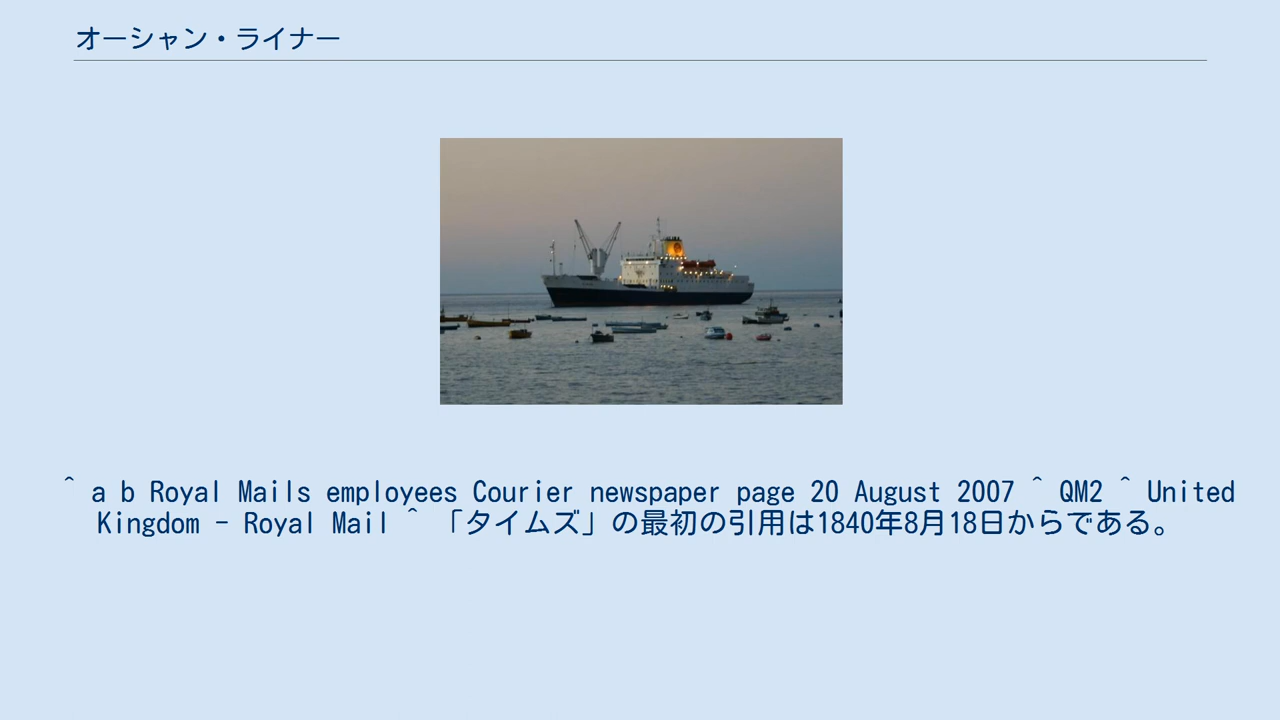 オーシャン・ライナー
^ a b Royal Mails employees Courier newspaper page 20 August 2007 ^ QM2 ^ United
Kingdom - Royal Mail ^ 「タイムズ」の最初の引用は1840年8月18日からである。